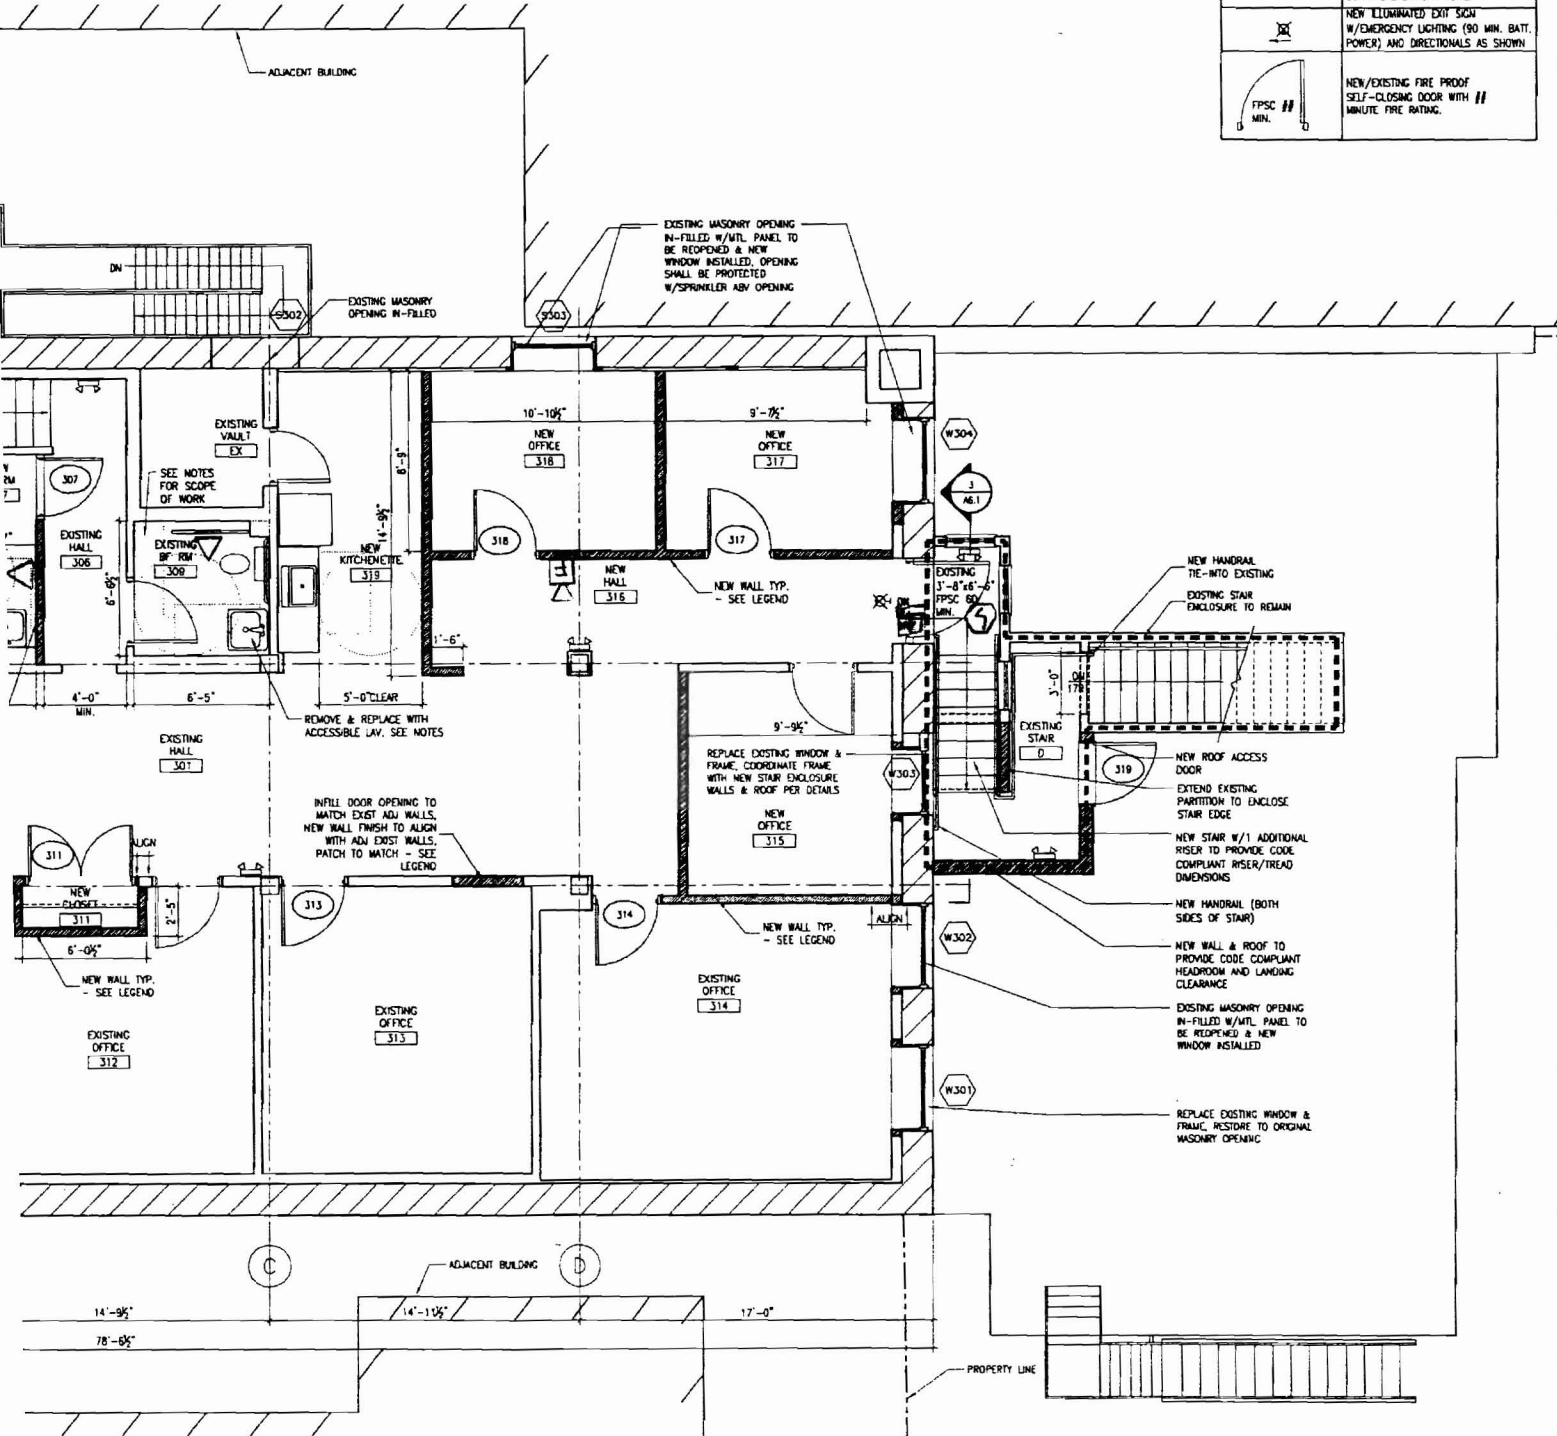 NEW ILLUMINATED EXIT SIGN
W/EMERGENCY LIGHTING (90 MIN. BATT.
POWER) AND DIRECTIONALS AS SHOWN
FPSC #
MIN.
NEW/EXISTING FIRE PROOF
SELF-CLOSING DOOR WITH #
MINUTE FIRE RATING.
ADJACENT BUILDING
EXISTING MASONRY OPENING
IN-FILLED W/MTL PANEL TO
BE REOPENED & NEW
WINDOW INSTALLED, OPENING
SHALL BE PROTECTED
W/SPRINKLER ABV OPENING
DN
S302
EXISTING MASONRY
OPENING IN-FILLED
S303
10'-10½"
9'-7½"
EXISTING
VAULT
EX
NEW
OFFICE
318
NEW
OFFICE
317
W304
8'-9"
307
SEE NOTES
FOR SCOPE
OF WORK
3
A6.1
14'-9½"
EXISTING
HALL
306
EXISTING
BF RM
309
NEW
KITCHENETTE
319
318
317
6'-6½"
NEW
HALL
316
NEW WALL TYP.
- SEE LEGEND
EXISTING
3'-8"x6'-6"
FPSC 60
MIN.
NEW HANDRAIL
TIE-INTO EXISTING
EXISTING STAIR
ENCLOSURE TO REMAIN
1'-6"
4'-0"
MIN.
6'-5"
5'-0"CLEAR
3'-0"
REMOVE & REPLACE WITH
ACCESSIBLE LAV. SEE NOTES
EXISTING
HALL
301
9'-9½"
REPLACE EXISTING WINDOW &
FRAME, COORDINATE FRAME
WITH NEW STAIR ENCLOSURE
WALLS & ROOF PER DETAILS
W303
EXISTING
STAIR
D
319
NEW ROOF ACCESS
DOOR
EXTEND EXISTING
PARTITION TO ENCLOSE
STAIR EDGE
INFILL DOOR OPENING TO
MATCH EXIST ADJ WALLS,
NEW WALL FINISH TO ALIGN
WITH ADJ EXIST WALLS,
PATCH TO MATCH - SEE
LEGEND
NEW
OFFICE
315
NEW STAIR W/1 ADDITIONAL
RISER TO PROVIDE CODE
COMPLIANT RISER/TREAD
DIMENSIONS
311
ALIGN
NEW
CLOSET
311
2'-5"
313
314
ALIGN
NEW HANDRAIL (BOTH
SIDES OF STAIR)
6'-0½"
NEW WALL TYP.
- SEE LEGEND
W302
NEW WALL & ROOF TO
PROVIDE CODE COMPLIANT
HEADROOM AND LANDING
CLEARANCE
NEW WALL TYP.
- SEE LEGEND
EXISTING
OFFICE
314
EXISTING MASONRY OPENING
IN-FILLED W/MTL PANEL TO
BE REOPENED & NEW
WINDOW INSTALLED
EXISTING
OFFICE
312
EXISTING
OFFICE
313
W301
REPLACE EXISTING WINDOW &
FRAME, RESTORE TO ORIGINAL
MASONRY OPENING
C
ADJACENT BUILDING
D
14'-9½"
14'-11½"
17'-0"
78'-6½"
PROPERTY LINE